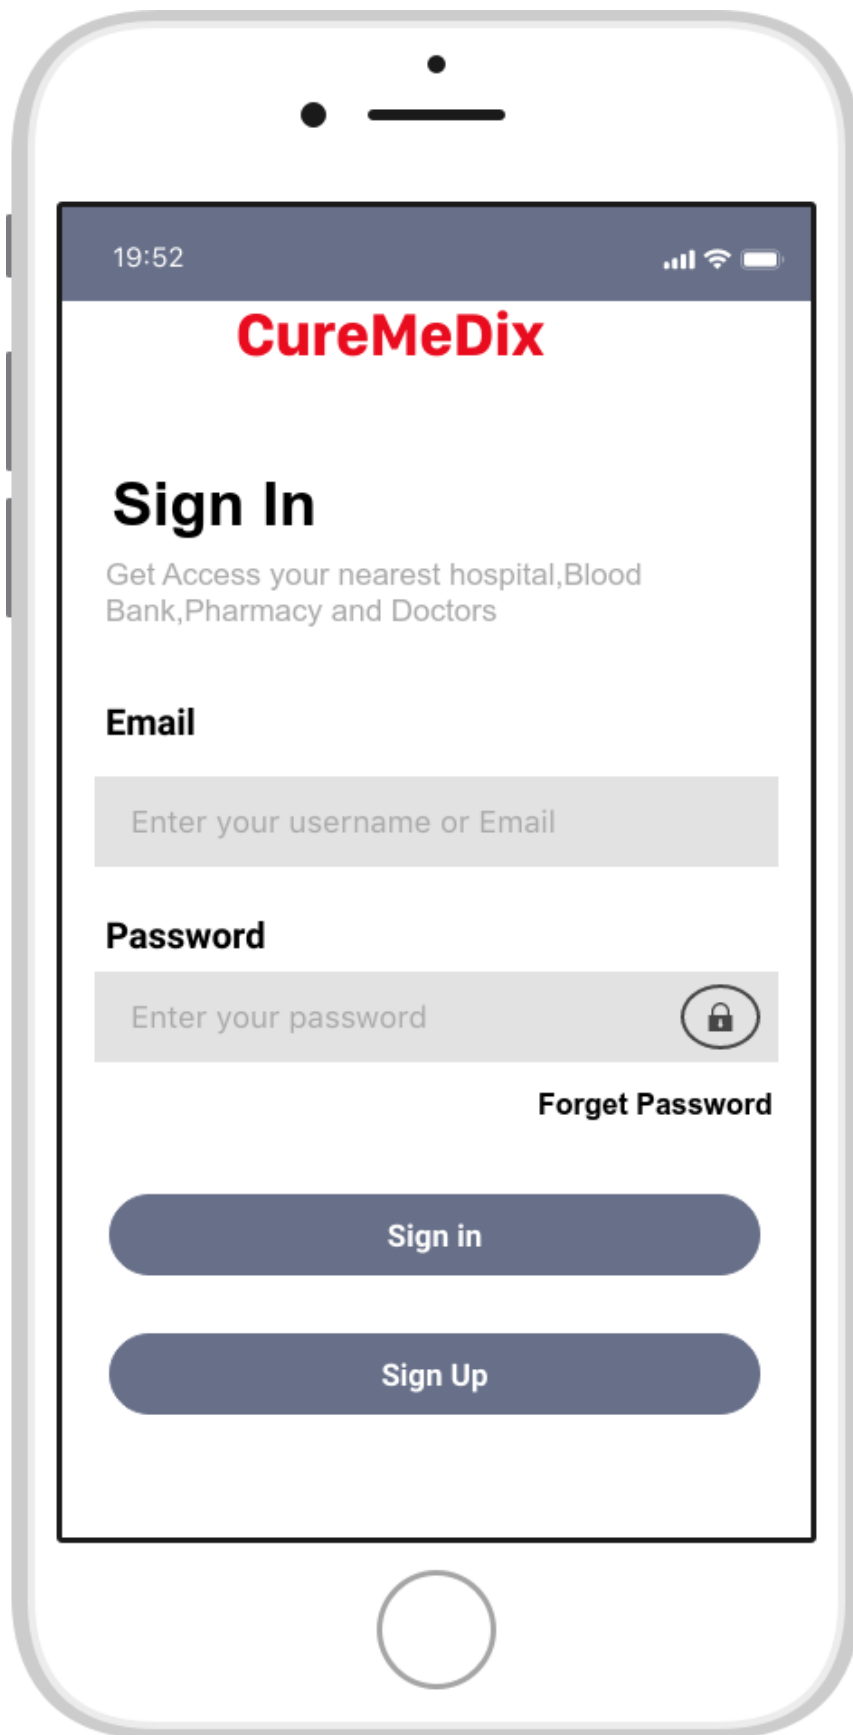 19:52
CureMeDix
Sign In
Get Access your nearest hospital,Blood
Bank,Pharmacy and Doctors
Email
Enter your username or Email
Password
Enter your password
Forget Password
Sign in
Sign Up